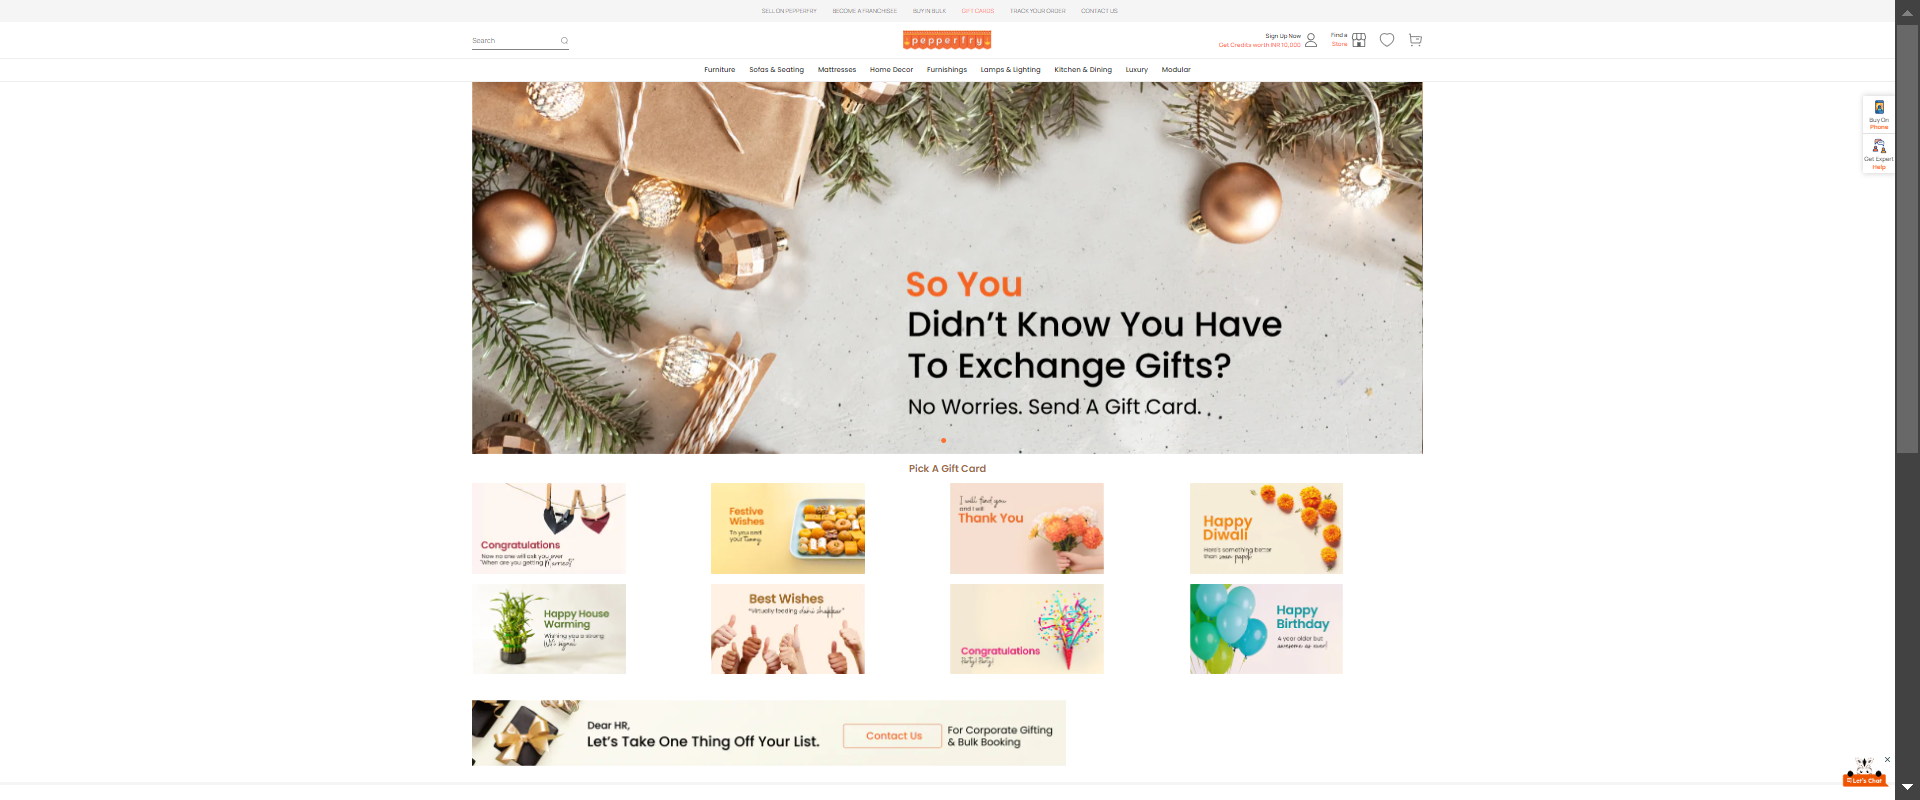 SELL ON PEPPERFRY BECOME A FRANCHISEE BUY IN BULK GIFT CARDS TRACK YOUR ORDER CONTACT US
Search
pepperfry
Sign Up Now
Get Credits worth INR 10,000
Find a
Store
Furniture Sofas & Seating Mattresses Home Decor Furnishings Lamps & Lighting Kitchen & Dining Luxury Modular
Buy On
Phone
Get Expert
Help
So You
Didn't Know You Have
To Exchange Gifts?
No Worries. Send A Gift Card.
Pick A Gift Card
Congratulations
Now no one will ask you ever
"When are you getting Married?"
Festive
Wishes
To you and
your Tummy.
I will find you
and I will
Thank You
Happy
Diwali
Here's something better
than soan papdi
Happy House
Warming
Wishing you a strong
Wi-fi signal
Best Wishes
"Virtually feeding dahi shakkar"
Congratulations
Party! Party!
Happy
Birthday
A year older but
awesome as ever!
Dear HR,
Let's Take One Thing Off Your List.
Contact Us
For Corporate Gifting
& Bulk Booking
Let's Chat